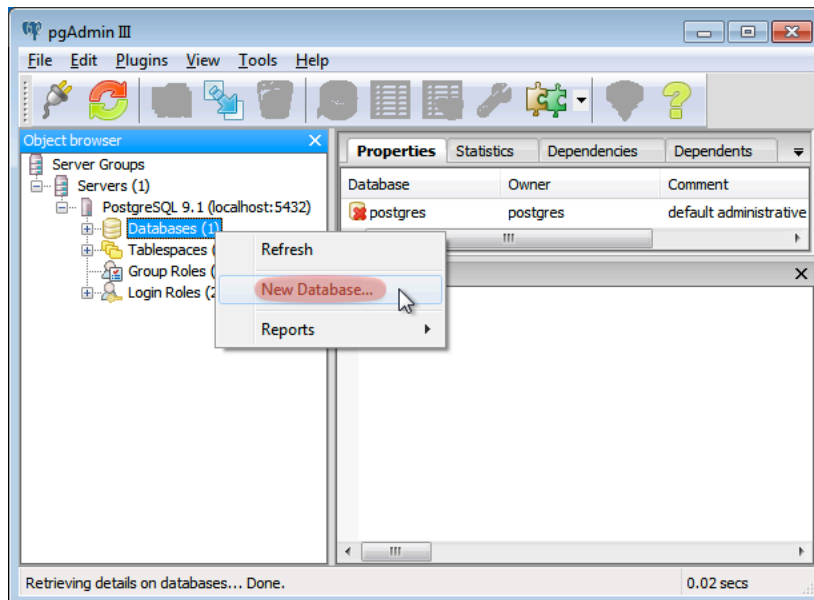 pgAdmin III
File Edit Plugins View Tools Help
Object browser
Server Groups
Servers (1)
PostgreSQL 9.1 (localhost:5432)
Databases (1)
Tablespaces (
Group Roles (
Login Roles (2
Refresh
New Database...
Reports
Properties Statistics Dependencies Dependents
Database Owner Comment
postgres postgres default administrative
Retrieving details on databases... Done. 0.02 secs